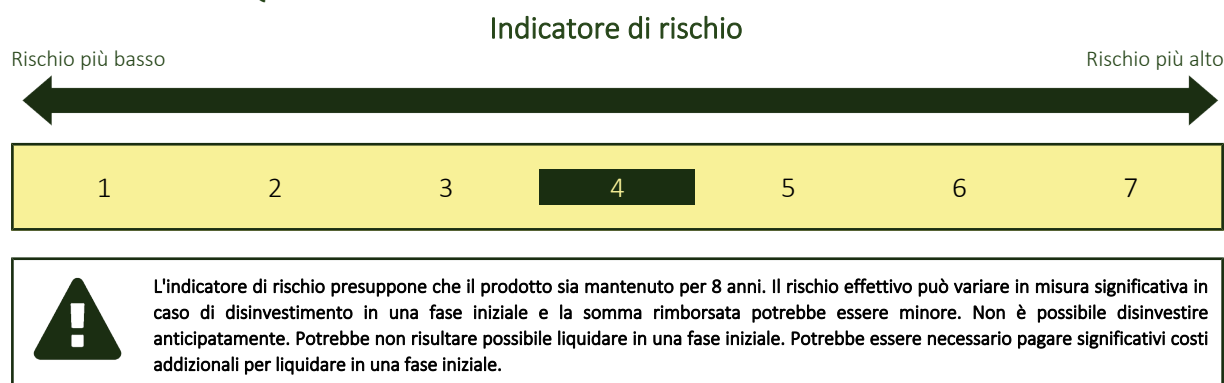 Indicatore di rischio
Rischio più basso
Rischio più alto
1 2 3 4 5 6 7
L'indicatore di rischio presuppone che il prodotto sia mantenuto per 8 anni. Il rischio effettivo può variare in misura significativa in
caso di disinvestimento in una fase iniziale e la somma rimborsata potrebbe essere minore. Non è possibile disinvestire
anticipatamente. Potrebbe non risultare possibile liquidare in una fase iniziale. Potrebbe essere necessario pagare significativi costi
addizionali per liquidare in una fase iniziale.